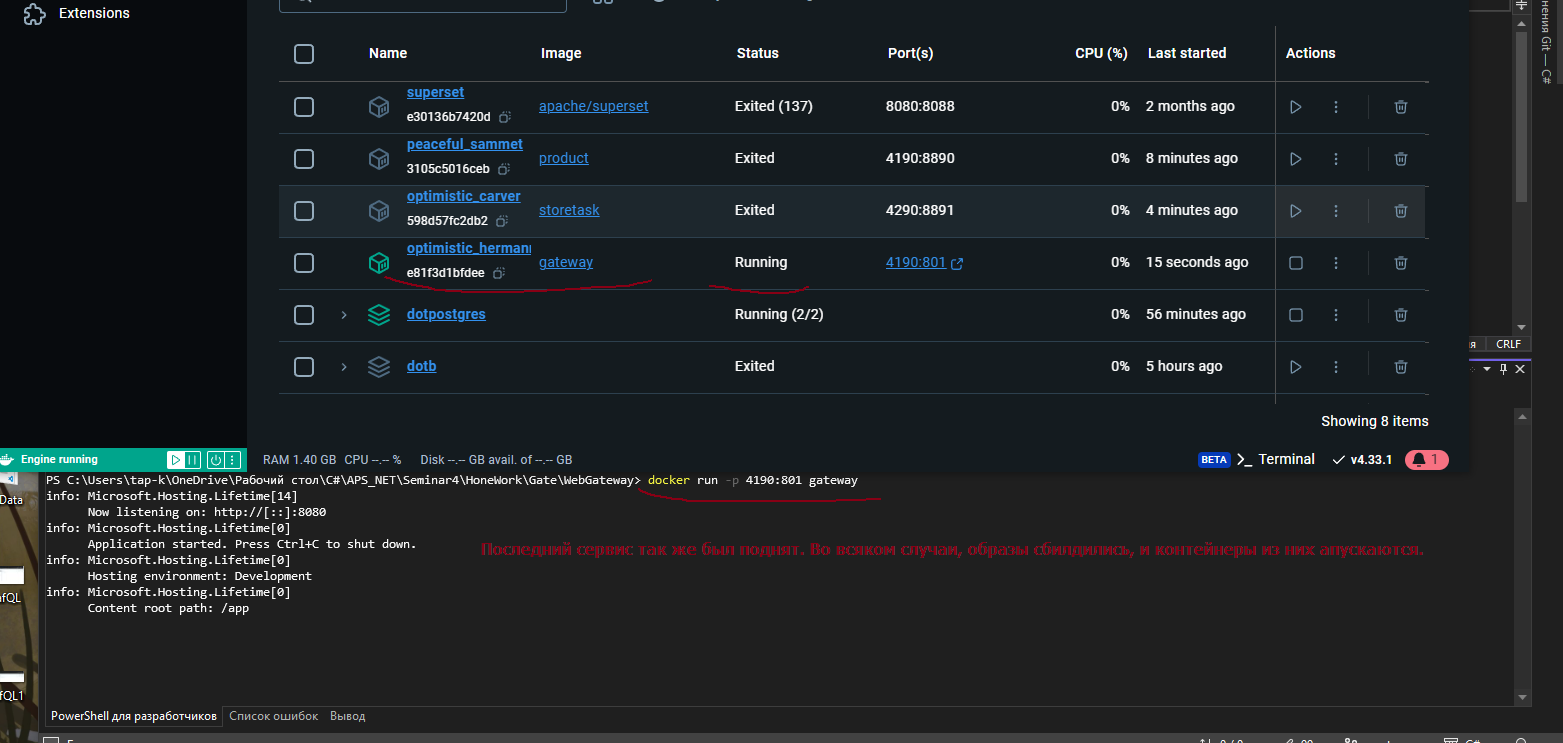 Extensions
Name Image Status Port(s) CPU (%) Last started Actions
superset
e30136b7420d apache/superset Exited (137) 8080:8088 0% 2 months ago
peaceful_sammet
3105c5016ceb product Exited 4190:8890 0% 8 minutes ago
optimistic_carver
598d57fc2db2 storetask Exited 4290:8891 0% 4 minutes ago
optimistic_herman
e81f3d1bfdee gateway Running 4190:801 0% 15 seconds ago
dotpostgres Running (2/2) 0% 56 minutes ago
dotb Exited 0% 5 hours ago
Showing 8 items
Engine running RAM 1.40 GB CPU --.-- % Disk --.-- GB avail. of --.-- GB BETA >_ Terminal v4.33.1 1
нения Git — C#
CRLF
Data
PS C:\Users\tap-k\OneDrive\Рабочий стол\C#\APS_NET\Seminar4\HoneWork\Gate\WebGateway> docker run -p 4190:801 gateway
info: Microsoft.Hosting.Lifetime[14]
Now listening on: http://[::]:8080
info: Microsoft.Hosting.Lifetime[0]
Application started. Press Ctrl+C to shut down.
info: Microsoft.Hosting.Lifetime[0]
Hosting environment: Development
info: Microsoft.Hosting.Lifetime[0]
Content root path: /app
Последний сервис так же был поднят. Во всяком случаи, образы сбилдились, и контейнеры из них апускаются.
fQL
fQL1
PowerShell для разработчиков Список ошибок Вывод